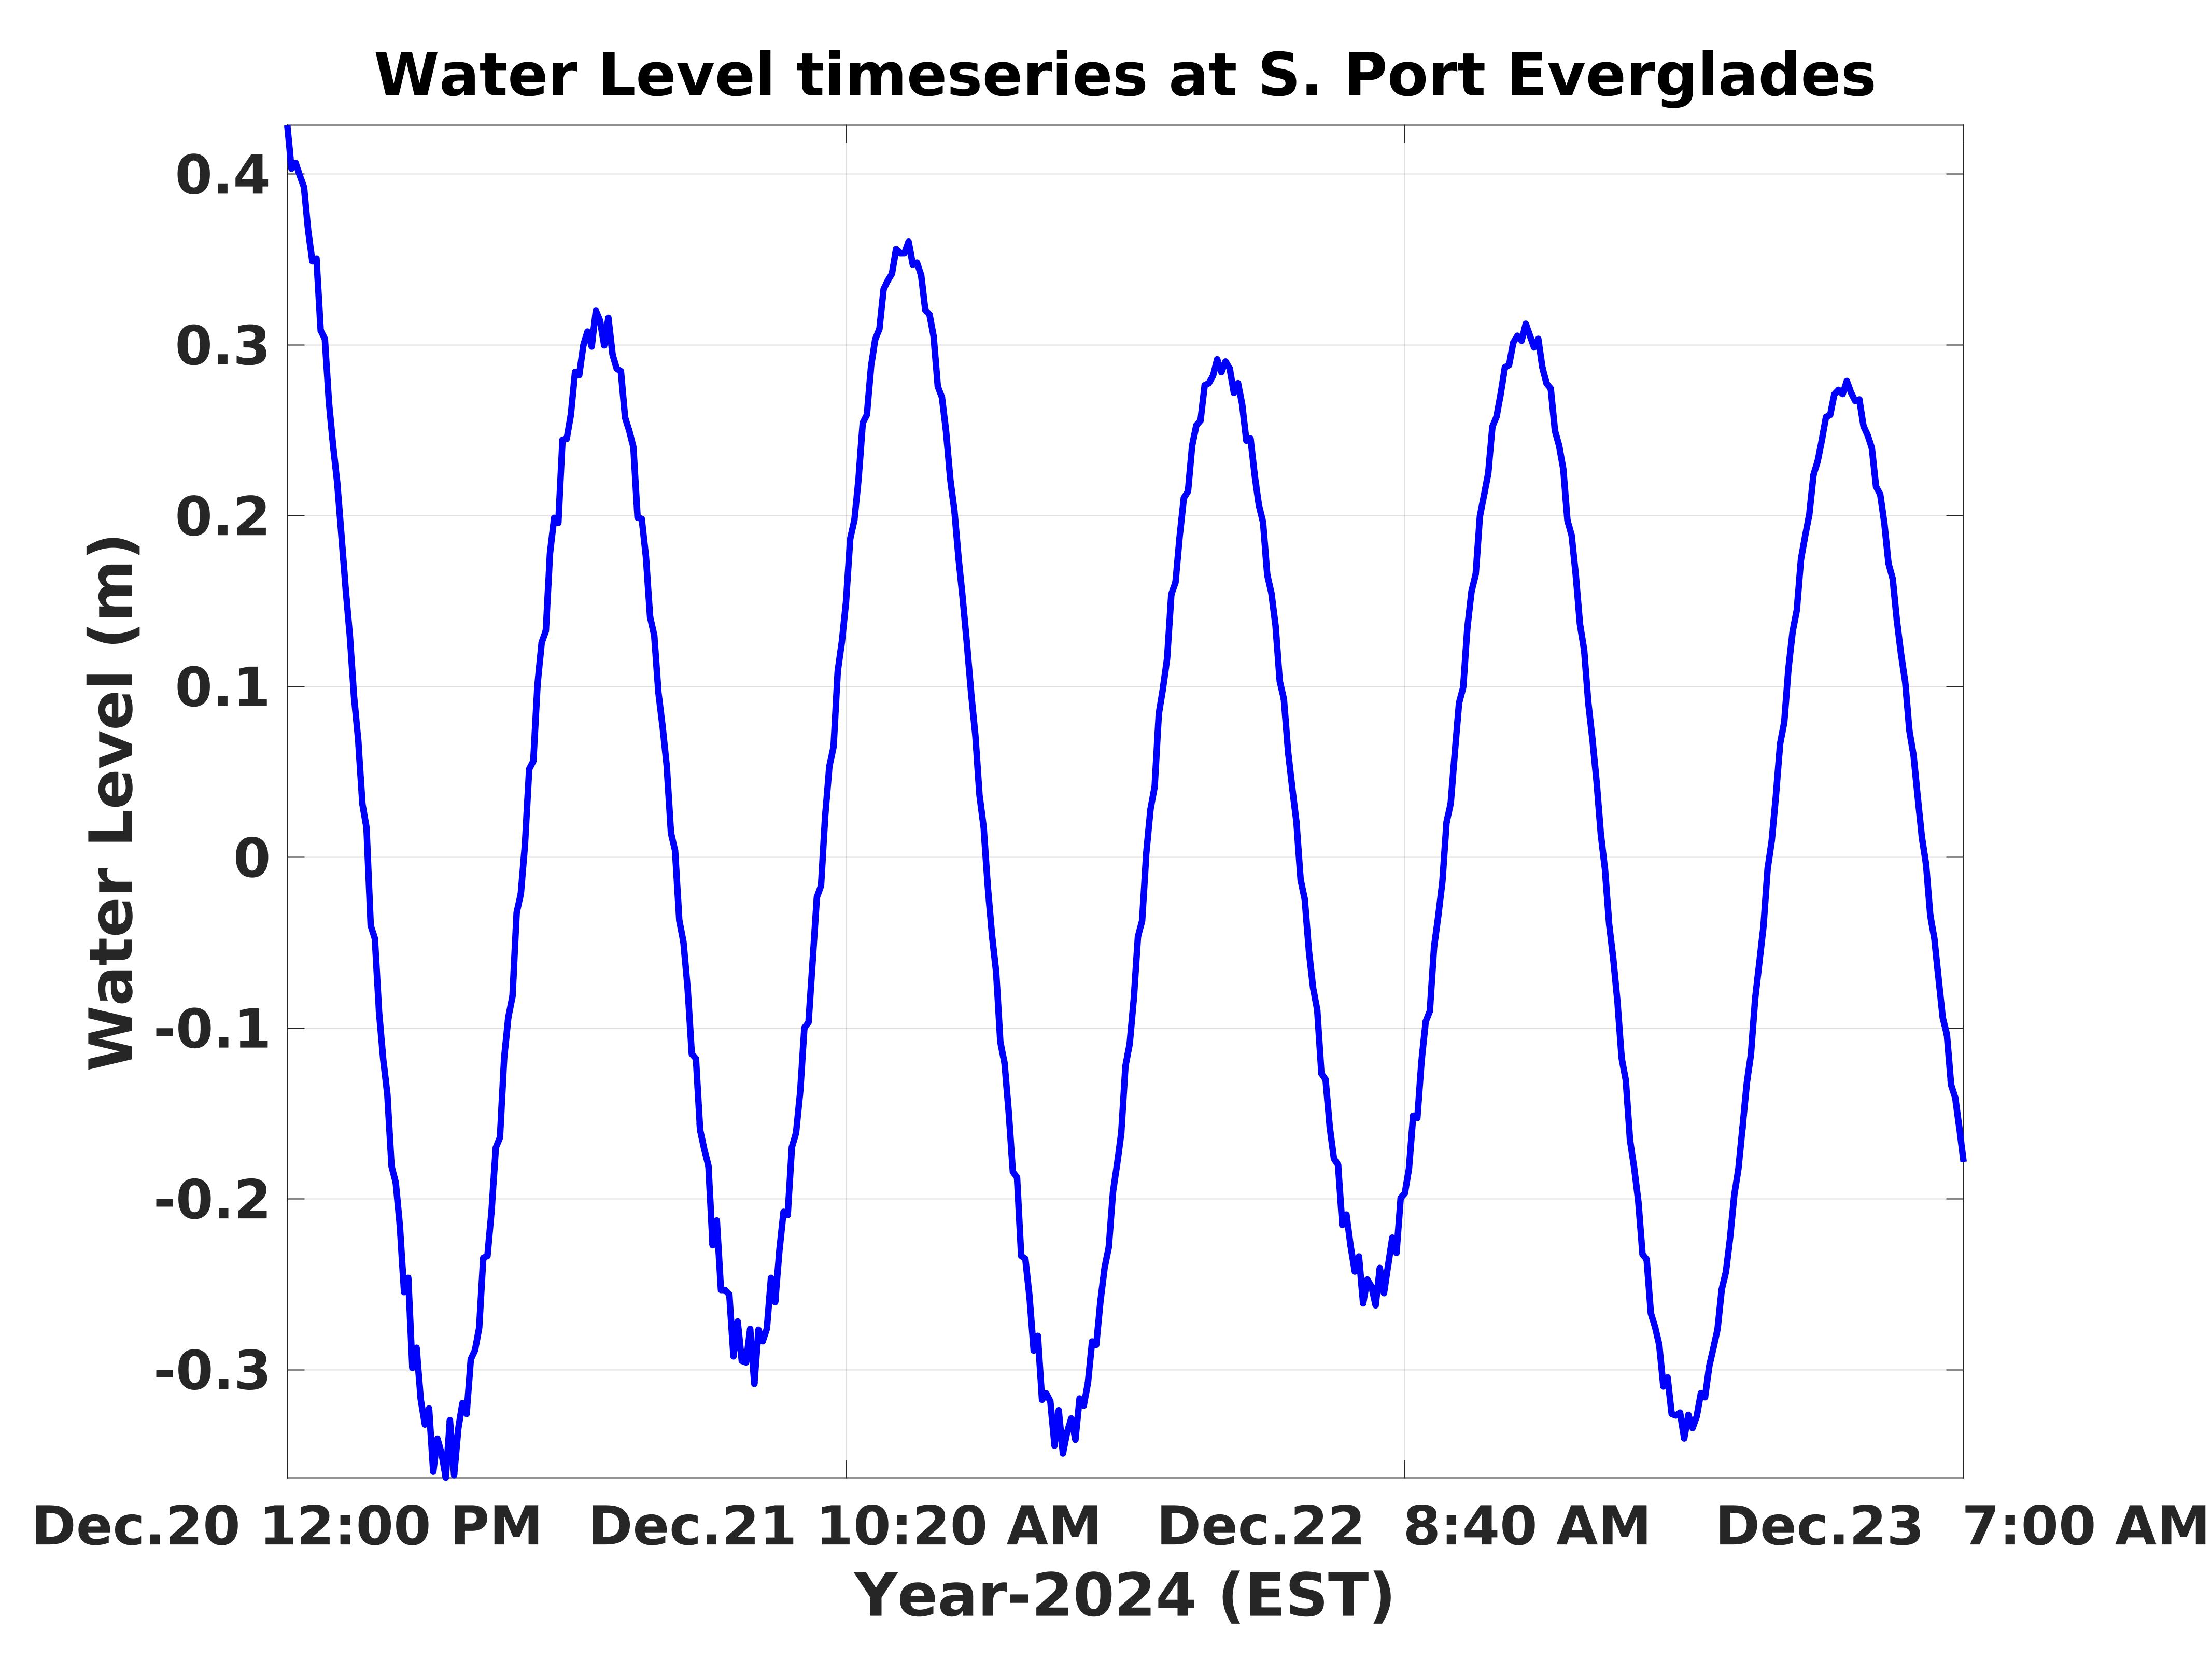 Water Level timeseries at S. Port Everglades
0.4
0.3
0.2
0.1
0
-0.1
-0.2
-0.3
Water Level (m)
Dec.20 12:00 PM Dec.21 10:20 AM Dec.22 8:40 AM Dec.23 7:00 AM
Year-2024 (EST)